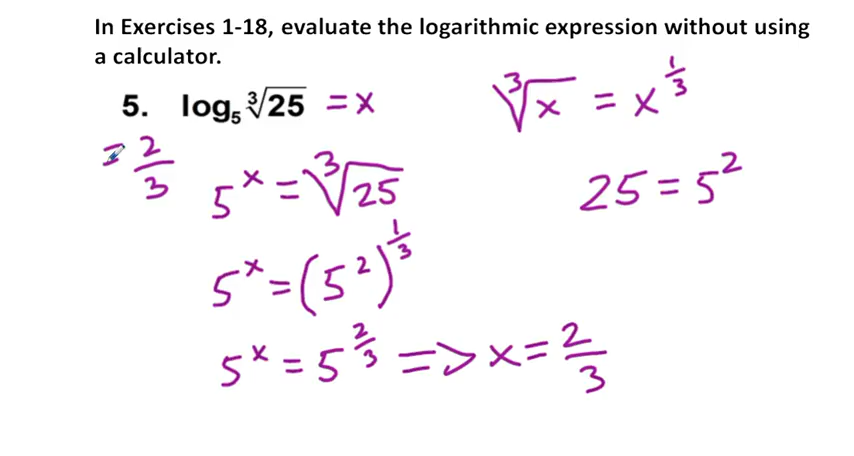 In Exercises 1-18, evaluate the logarithmic expression without using
a calculator.
5. log₅ ∛25 = x
∛x = x^(1/3)
= 2/3
5^x = ∛25
25 = 5²
5^x = (5²)^(1/3)
5^x = 5^(2/3) => x = 2/3